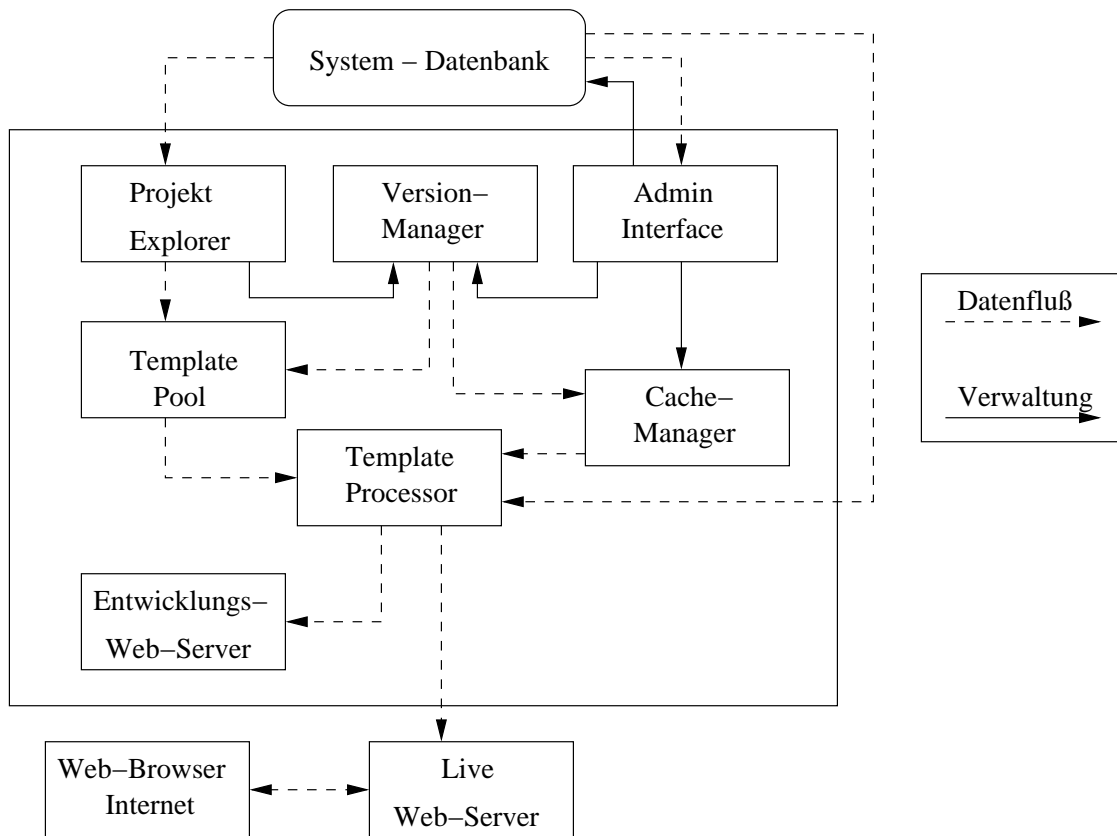 System – Datenbank
Projekt
Explorer
Version–
Manager
Admin
Interface
Datenfluß
Template
Pool
Cache–
Manager
Verwaltung
Template
Processor
Entwicklungs–
Web–Server
Web–Browser
Internet
Live
Web–Server